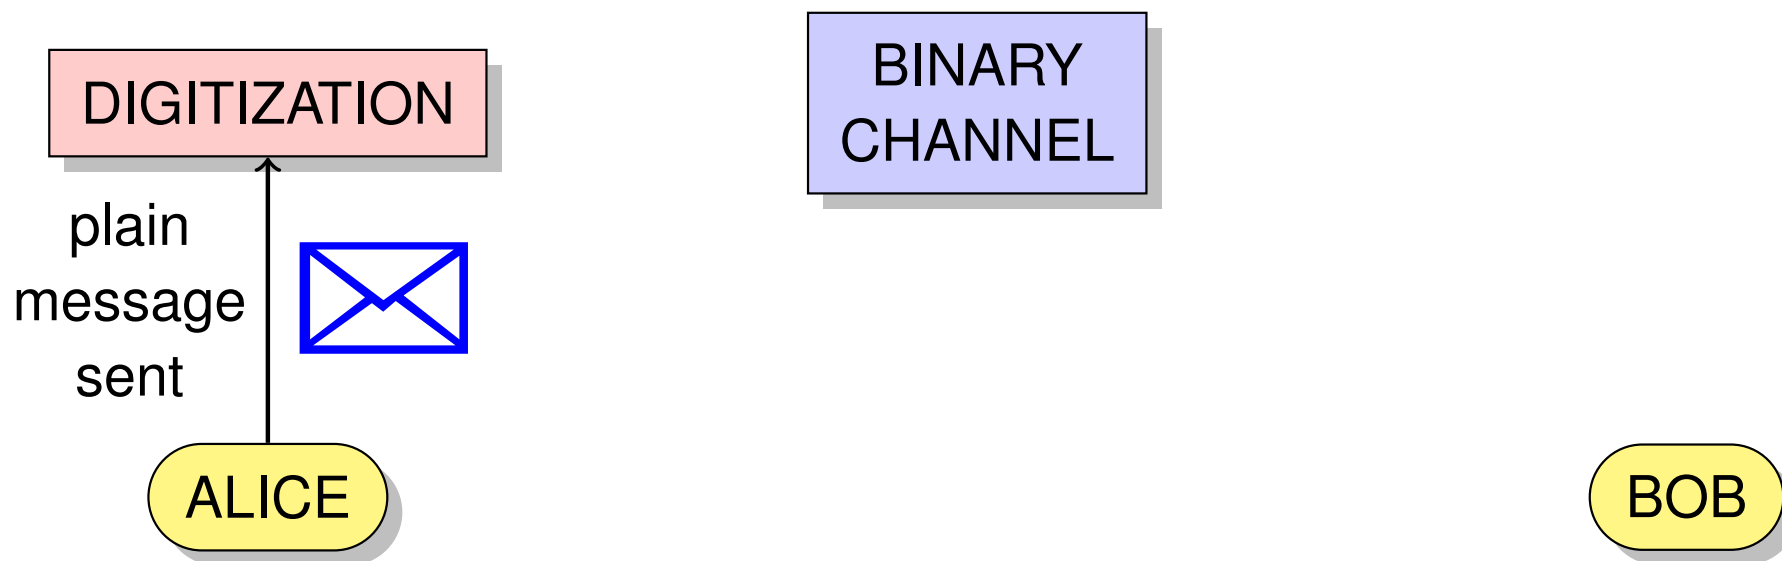 DIGITIZATION
BINARY
CHANNEL
plain
message
sent
ALICE
BOB